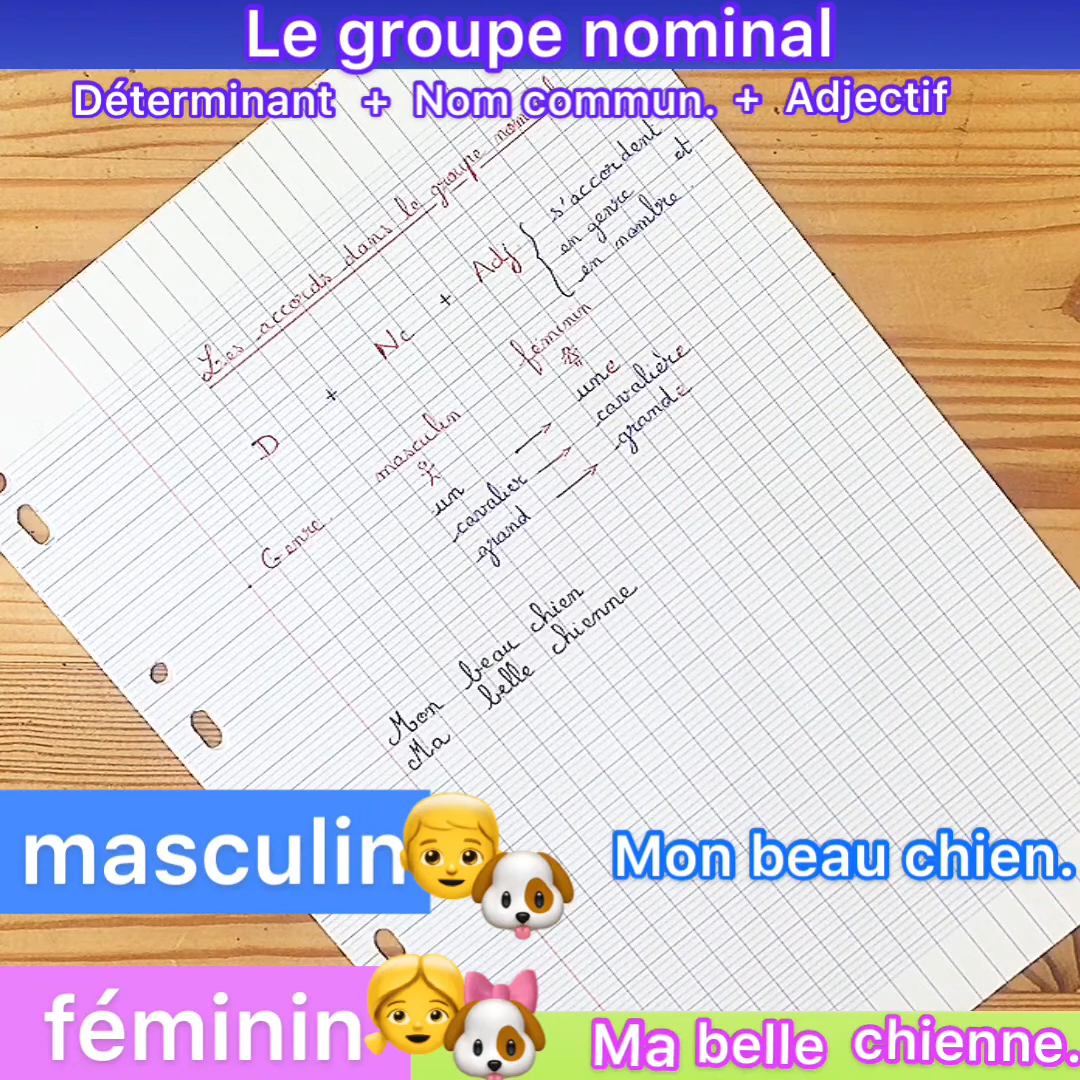 Le groupe nominal
Déterminant + Nom commun. + Adjectif
Les accords dans le groupe nominal
D + Nc + Adj { s'accordent
en genre et
en nombre.
. Genre masculin féminin
un → une
cavalier → cavalière
grand → grande
Mon beau chien
Ma belle chienne
masculin
Mon beau chien.
féminin
Ma belle chienne.